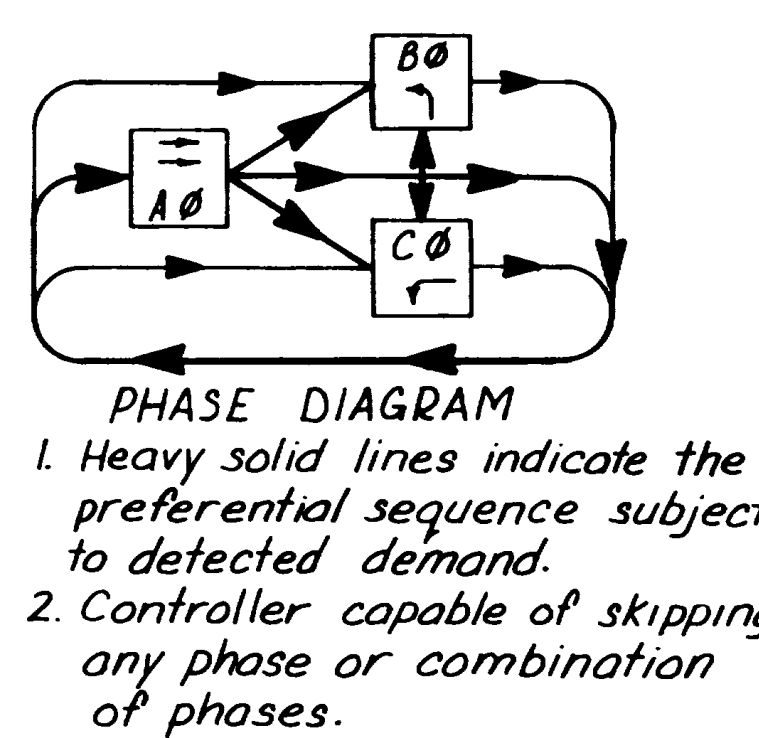 BØ
AØ
CØ
PHASE DIAGRAM
1. Heavy solid lines indicate the
preferential sequence subject
to detected demand.
2. Controller capable of skipping
any phase or combination
of phases.